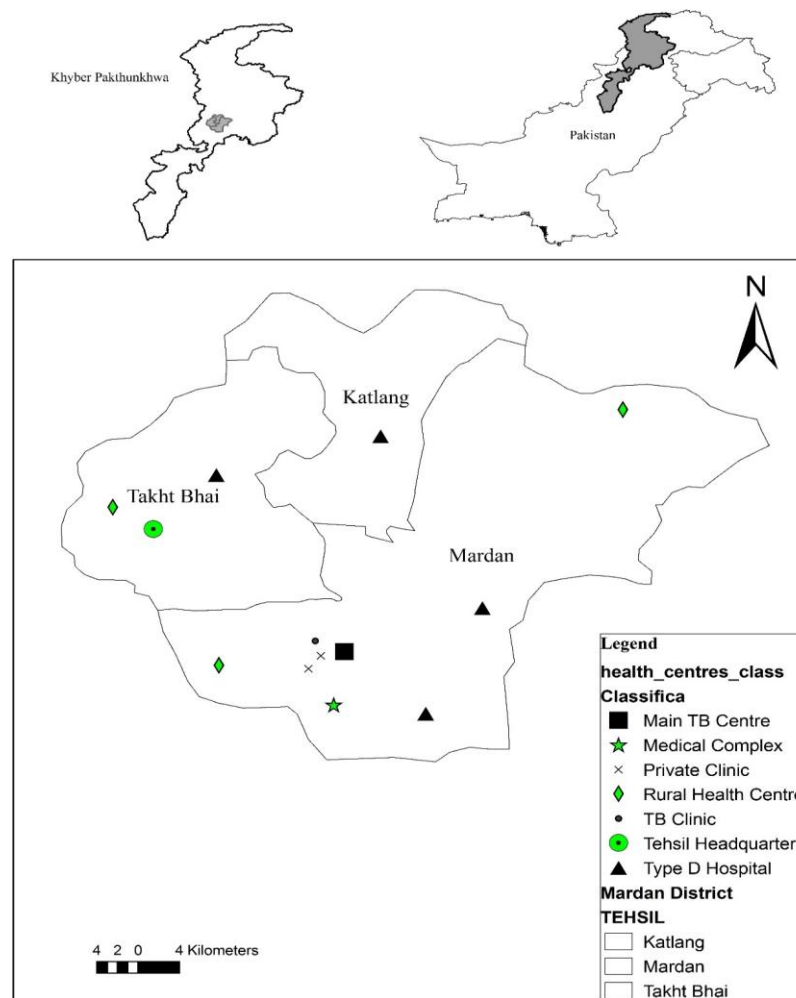 Khyber Pakthunkhwa
Pakistan
N
Katlang
Takht Bhai
Mardan
Legend
health_centres_class
Classifica
Main TB Centre
Medical Complex
Private Clinic
Rural Health Centre
TB Clinic
Tehsil Headquarter
Type D Hospital
Mardan District
TEHSIL
Katlang
Mardan
Takht Bhai
4 2 0 4 Kilometers